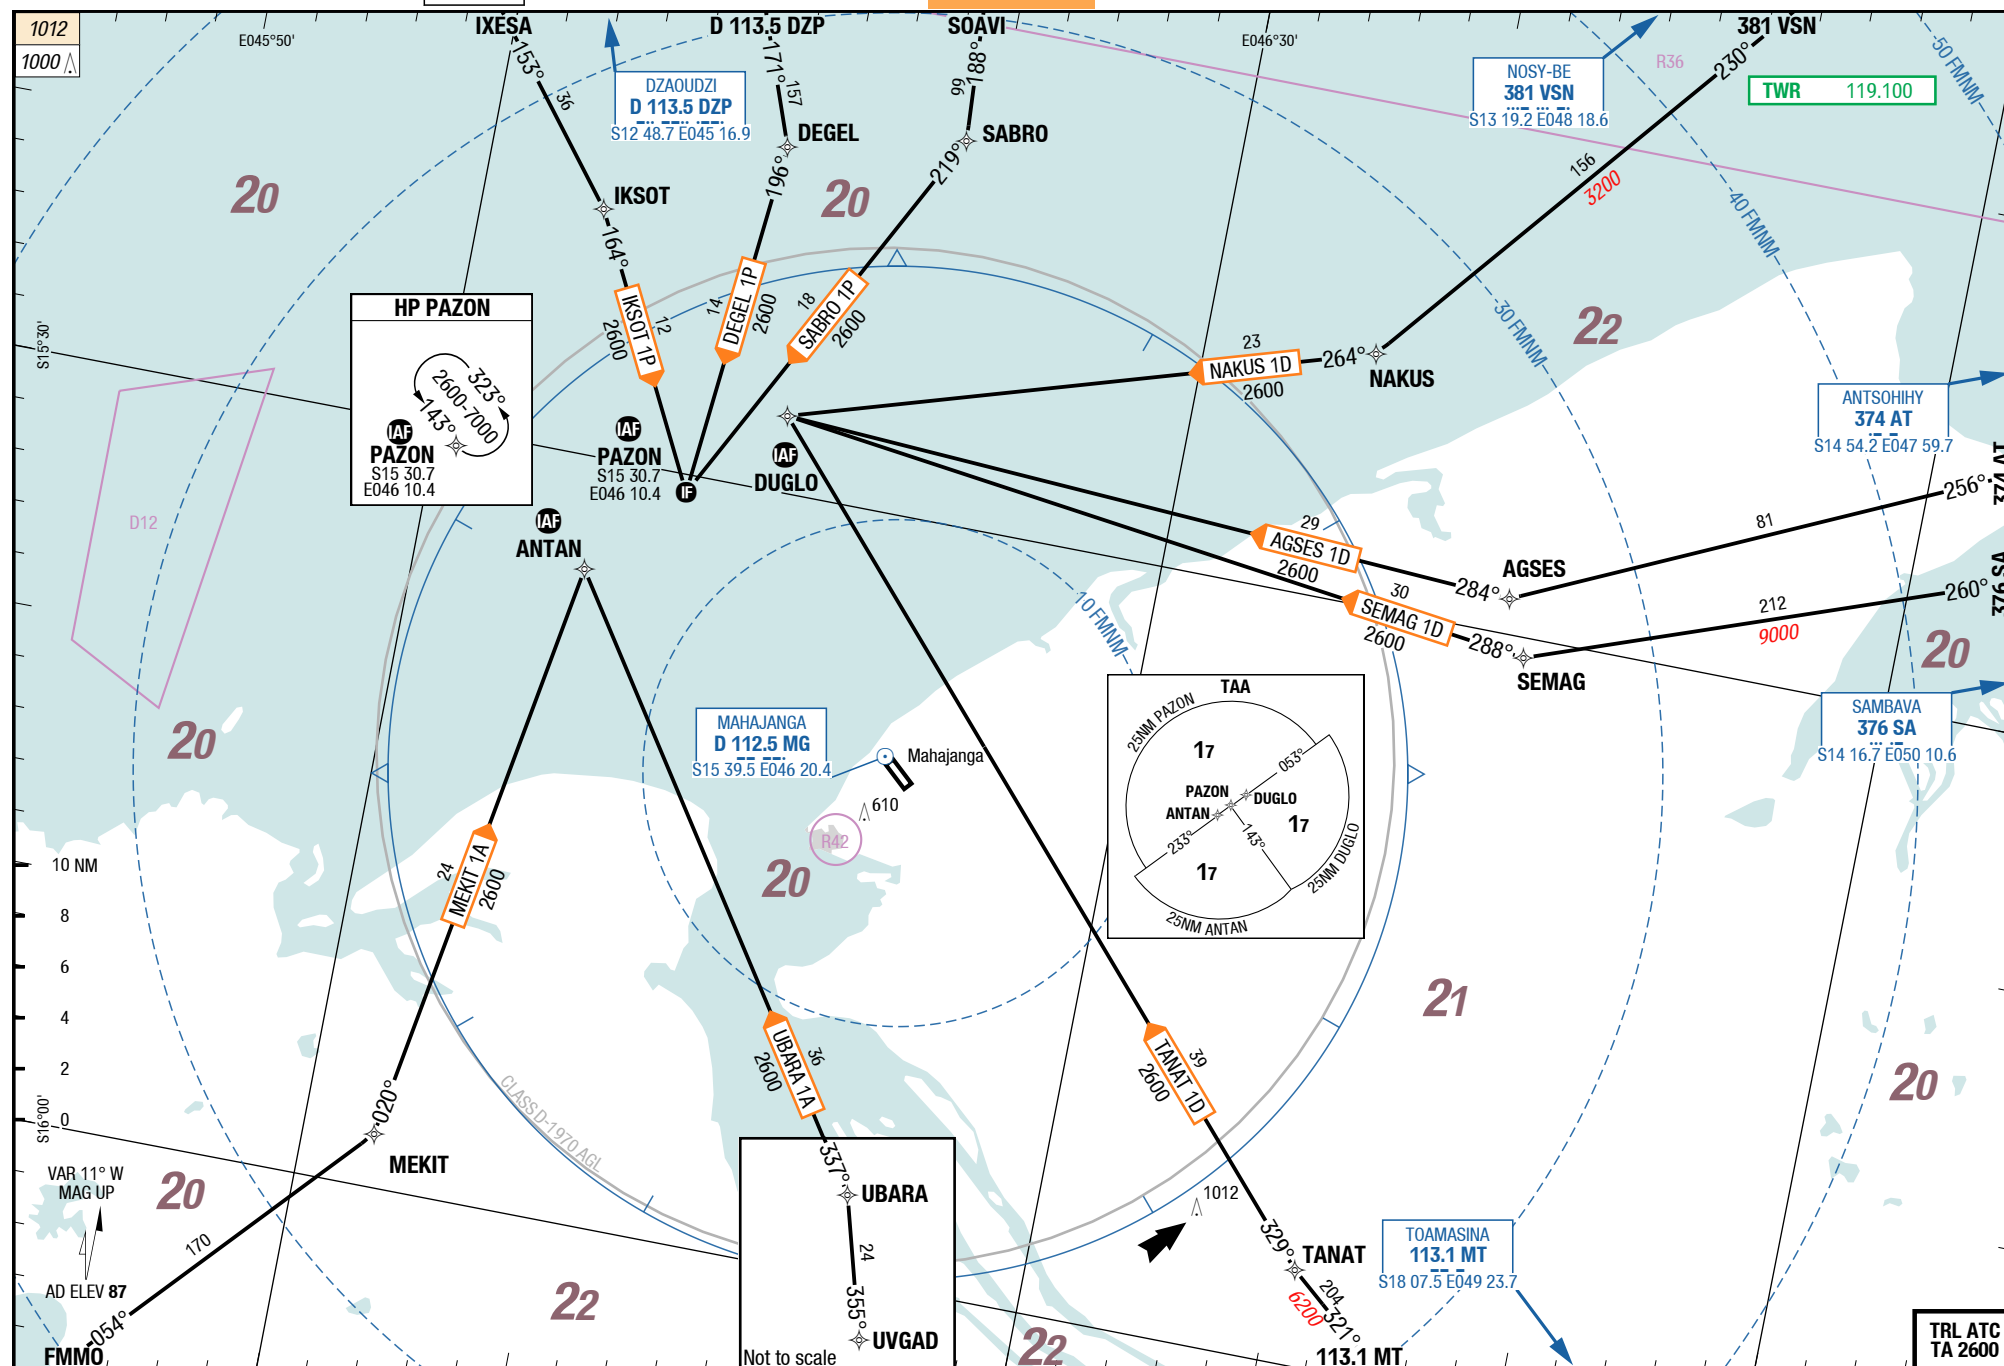 1012
1000
E045°50'
IXESA
153°
36
D 113.5 DZP
171°
157
SOAVI
188°
66
E046°30'
381 VSN
230°
R36
50 FMNM
DZAOUDZI
D 113.5 DZP
S12 48.7 E045 16.9
NOSY-BE
381 VSN
S13 19.2 E048 18.6
TWR 119.100
DEGEL
196°
SABRO
219°
156
3200
IKSOT
164°
20
20
40 FMNM
30 FMNM
22
HP PAZON
323°
2600-7000
143°
IAF
PAZON
S15 30.7
E046 10.4
S15°30'
IKSOT 1P
12
2600
14
DEGEL 1P
2600
18
SABRO 1P
2600
23
NAKUS 1D
2600
264°
NAKUS
ANTSOHIHY
374 AT
S14 54.2 E047 59.7
IAF
PAZON
S15 30.7
E046 10.4
IF
IAF
DUGLO
D12
IAF
ANTAN
29
AGSES 1D
2600
284°
AGSES
81
256°
374 AT
30
SEMAG 1D
2600
288°
SEMAG
212
9000
260°
376 SA
20
10 FMNM
20
MAHAJANGA
D 112.5 MG
S15 39.5 E046 20.4
Mahajanga
610
R42
20
TAA
25NM PAZON
17
053°
PAZON
DUGLO
ANTAN
233°
143°
17
17
25NM DUGLO
25NM ANTAN
SAMBAVA
376 SA
S14 16.7 E050 10.6
10 NM
8
6
4
2
0
S16°00'
24
MEKIT 1A
2600
020°
MEKIT
CLASS D-1970 AGL
36
UBARA 1A
2600
337°
UBARA
24
355°
UVGAD
Not to scale
39
TANAT 1D
2600
329°
TANAT
204
6200
321°
113.1 MT
21
20
1012
TOAMASINA
113.1 MT
S18 07.5 E049 23.7
VAR 11° W
MAG UP
AD ELEV 87
20
170
054°
FMMO
22
22
TRL ATC
TA 2600